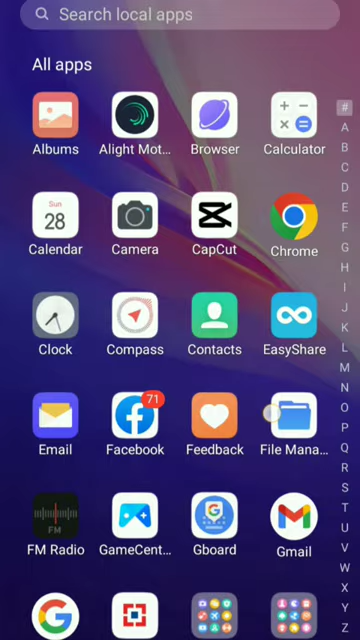 Search local apps
All apps
#
Albums
Alight Mot...
Browser
Calculator
Sun
28
Calendar
Camera
CapCut
Chrome
Clock
Compass
Contacts
EasyShare
71
Email
Facebook
Feedback
File Mana...
FM
FM Radio
GameCent...
Gboard
Gmail
A
B
C
D
E
F
G
H
I
J
K
L
M
N
O
P
Q
R
S
T
U
V
W
X
Y
Z